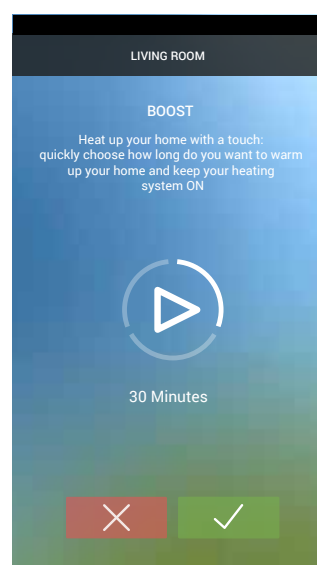 LIVING ROOM
BOOST
Heat up your home with a touch:
quickly choose how long do you want to warm
up your home and keep your heating
system ON
30 Minutes